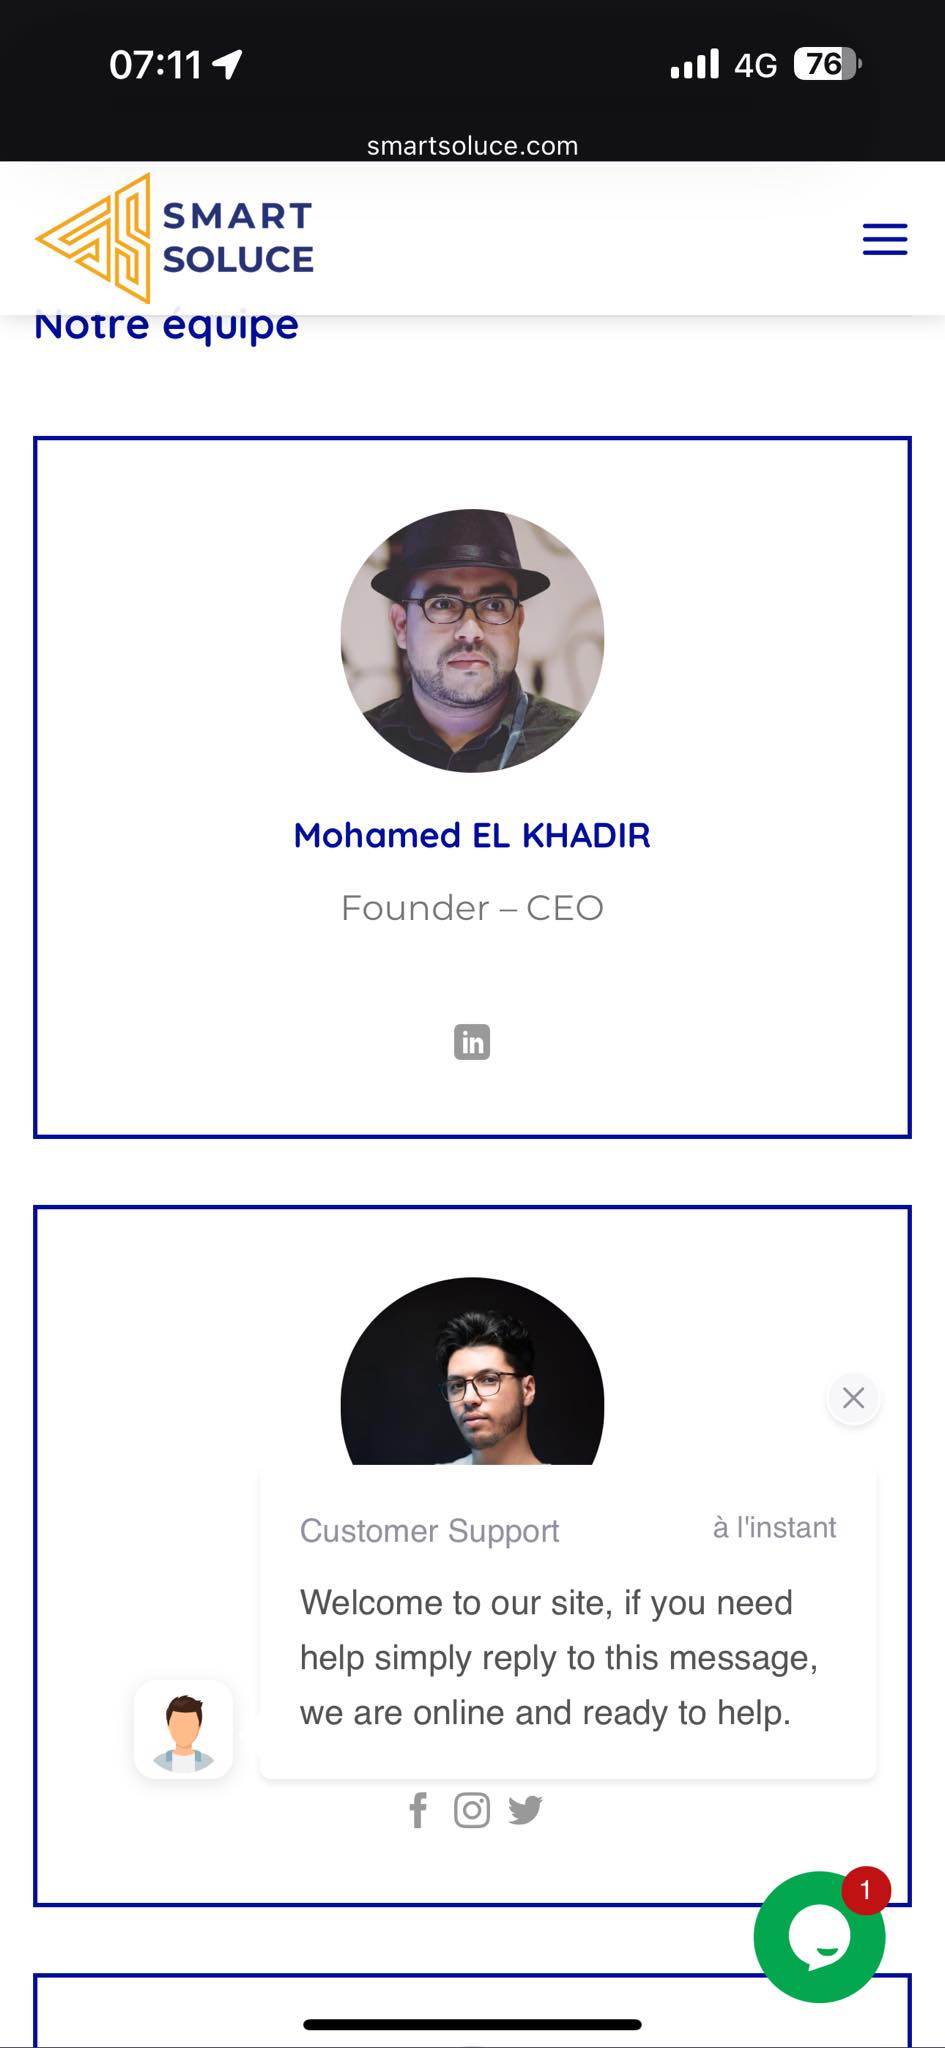 07:11
4G
76
smartsoluce.com
SMART
SOLUCE
Notre équipe
Mohamed EL KHADIR
Founder – CEO
in
Customer Support
à l'instant
Welcome to our site, if you need
help simply reply to this message,
we are online and ready to help.
1